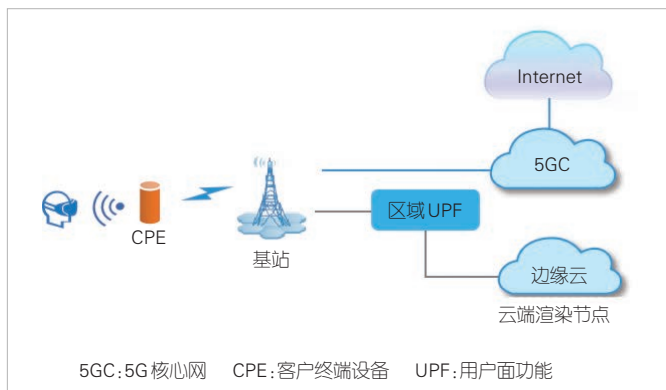 Internet
5GC
区域UPF
CPE
基站
边缘云
云端渲染节点
5GC:5G核心网 CPE:客户终端设备 UPF:用户面功能